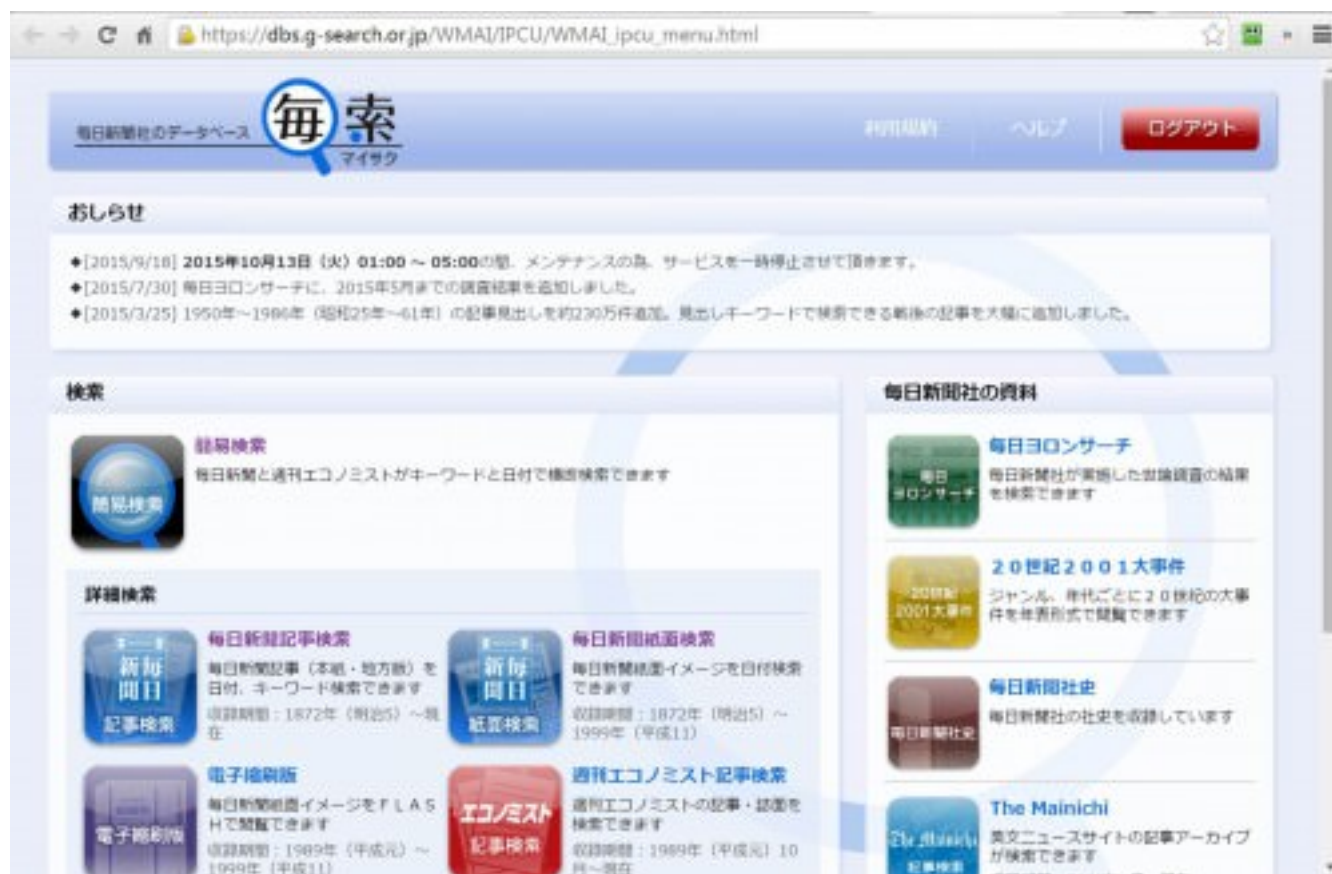 https://dbs.g-search.or.jp/WMAI/IPCU/WMAI_ipcu_menu.html
毎日新聞社のデータベース 毎索
マイサク
利用規約 ヘルプ ログアウト
おしらせ
◆[2015/9/18] 2015年10月13日（火）01:00 ～ 05:00の間、メンテナンスの為、サービスを一時停止させて頂きます。
◆[2015/7/30] 毎日ヨロンサーチに、2015年5月までの調査結果を追加しました。
◆[2015/3/25] 1950年～1986年（昭和25年～61年）の記事見出しを約230万件追加。見出しキーワードで検索できる戦後の記事を大幅に追加しました。
検索
簡易検索
簡易検索
毎日新聞と週刊エコノミストがキーワードと日付で横断検索できます
詳細検索
新毎
聞日
記事検索
毎日新聞記事検索
毎日新聞記事（本紙・地方版）を
日付、キーワード検索できます
収録期間：1872年（明治5）～現
在
新毎
聞日
紙面検索
毎日新聞紙面検索
毎日新聞紙面イメージを日付検索
できます
収録期間：1872年（明治5）～
1999年（平成11）
電子縮刷版
電子縮刷版
毎日新聞紙面イメージをＦＬＡＳ
Ｈで閲覧できます
収録期間：1989年（平成元）～
1999年（平成11）
エコノミスト
記事検索
週刊エコノミスト記事検索
週刊エコノミストの記事・誌面を
検索できます
収録期間：1989年（平成元）10
月～現在
毎日新聞社の資料
毎日
ヨロンサーチ
毎日ヨロンサーチ
毎日新聞社が実施した世論調査の結果
を検索できます
20世紀
2001大事件
２０世紀２００１大事件
ジャンル、年代ごとに２０世紀の大事
件を年表形式で閲覧できます
毎日新聞社史
毎日新聞社史
毎日新聞社の社史を収録しています
The Mainichi
記事検索
The Mainichi
英文ニュースサイトの記事アーカイブ
が検索できます